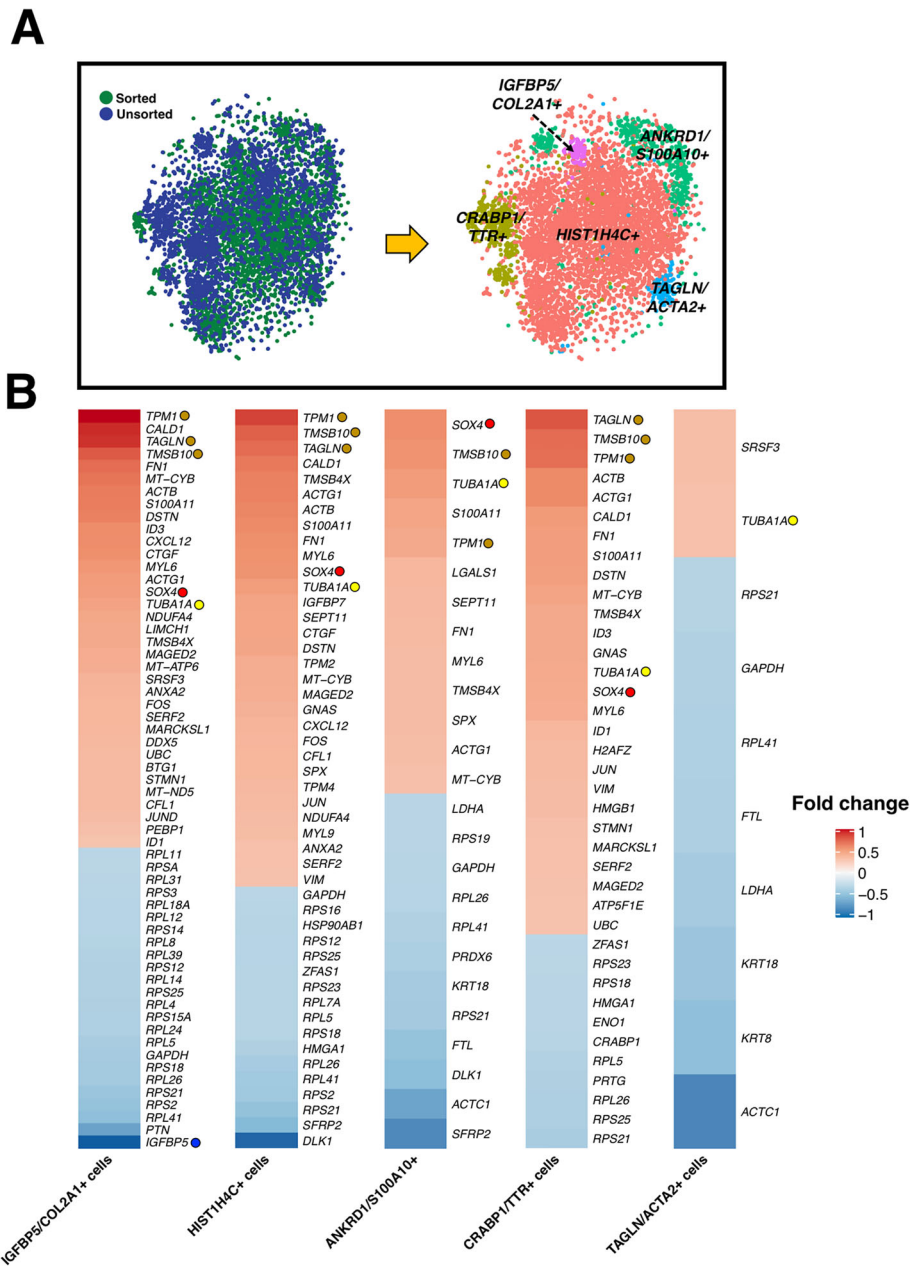 A
Sorted
Unsorted
IGFBP5/
COL2A1+
ANKRD1/
S100A10+
CRABP1/
TTR+
HIST1H4C+
TAGLN/
ACTA2+
B
TPM1
CALD1
TAGLN
TMSB10
FN1
MT−CYB
ACTB
S100A11
DSTN
ID3
CXCL12
CTGF
MYL6
ACTG1
SOX4
TUBA1A
NDUFA4
LIMCH1
TMSB4X
MAGED2
MT−ATP6
SRSF3
ANXA2
FOS
SERF2
MARCKSL1
DDX5
UBC
BTG1
STMN1
MT−ND5
CFL1
JUND
PEBP1
ID1
RPL11
RPSA
RPL31
RPS3
RPL18A
RPL12
RPS14
RPL8
RPL39
RPS12
RPL14
RPS25
RPL4
RPS15A
RPL24
RPL5
GAPDH
RPS18
RPL26
RPS21
RPS2
RPL41
PTN
IGFBP5
IGFBP5/COL2A1+ cells
TPM1
TMSB10
TAGLN
CALD1
TMSB4X
ACTG1
ACTB
S100A11
FN1
MYL6
SOX4
TUBA1A
IGFBP7
SEPT11
CTGF
DSTN
TPM2
MT−CYB
MAGED2
GNAS
CXCL12
FOS
CFL1
SPX
TPM4
JUN
NDUFA4
MYL9
ANXA2
SERF2
VIM
GAPDH
RPS16
HSP90AB1
RPS12
RPS25
ZFAS1
RPS23
RPL7A
RPL5
RPS18
HMGA1
RPL26
RPL41
RPS2
RPS21
SFRP2
DLK1
HIST1H4C+ cells
SOX4
TMSB10
TUBA1A
S100A11
TPM1
LGALS1
SEPT11
FN1
MYL6
TMSB4X
SPX
ACTG1
MT−CYB
LDHA
RPS19
GAPDH
RPL26
RPL41
PRDX6
KRT18
RPS21
FTL
DLK1
ACTC1
SFRP2
ANKRD1/S100A10+
TAGLN
TMSB10
TPM1
ACTB
ACTG1
CALD1
FN1
S100A11
DSTN
MT−CYB
TMSB4X
ID3
GNAS
TUBA1A
SOX4
MYL6
ID1
H2AFZ
JUN
VIM
HMGB1
STMN1
MARCKSL1
SERF2
MAGED2
ATP5F1E
UBC
ZFAS1
RPS23
RPS18
HMGA1
ENO1
CRABP1
RPL5
PRTG
RPL26
RPS25
RPS21
CRABP1/TTR+ cells
SRSF3
TUBA1A
RPS21
GAPDH
RPL41
FTL
LDHA
KRT18
KRT8
ACTC1
TAGLN/ACTA2+ cells
Fold change
1
0.5
0
−0.5
−1